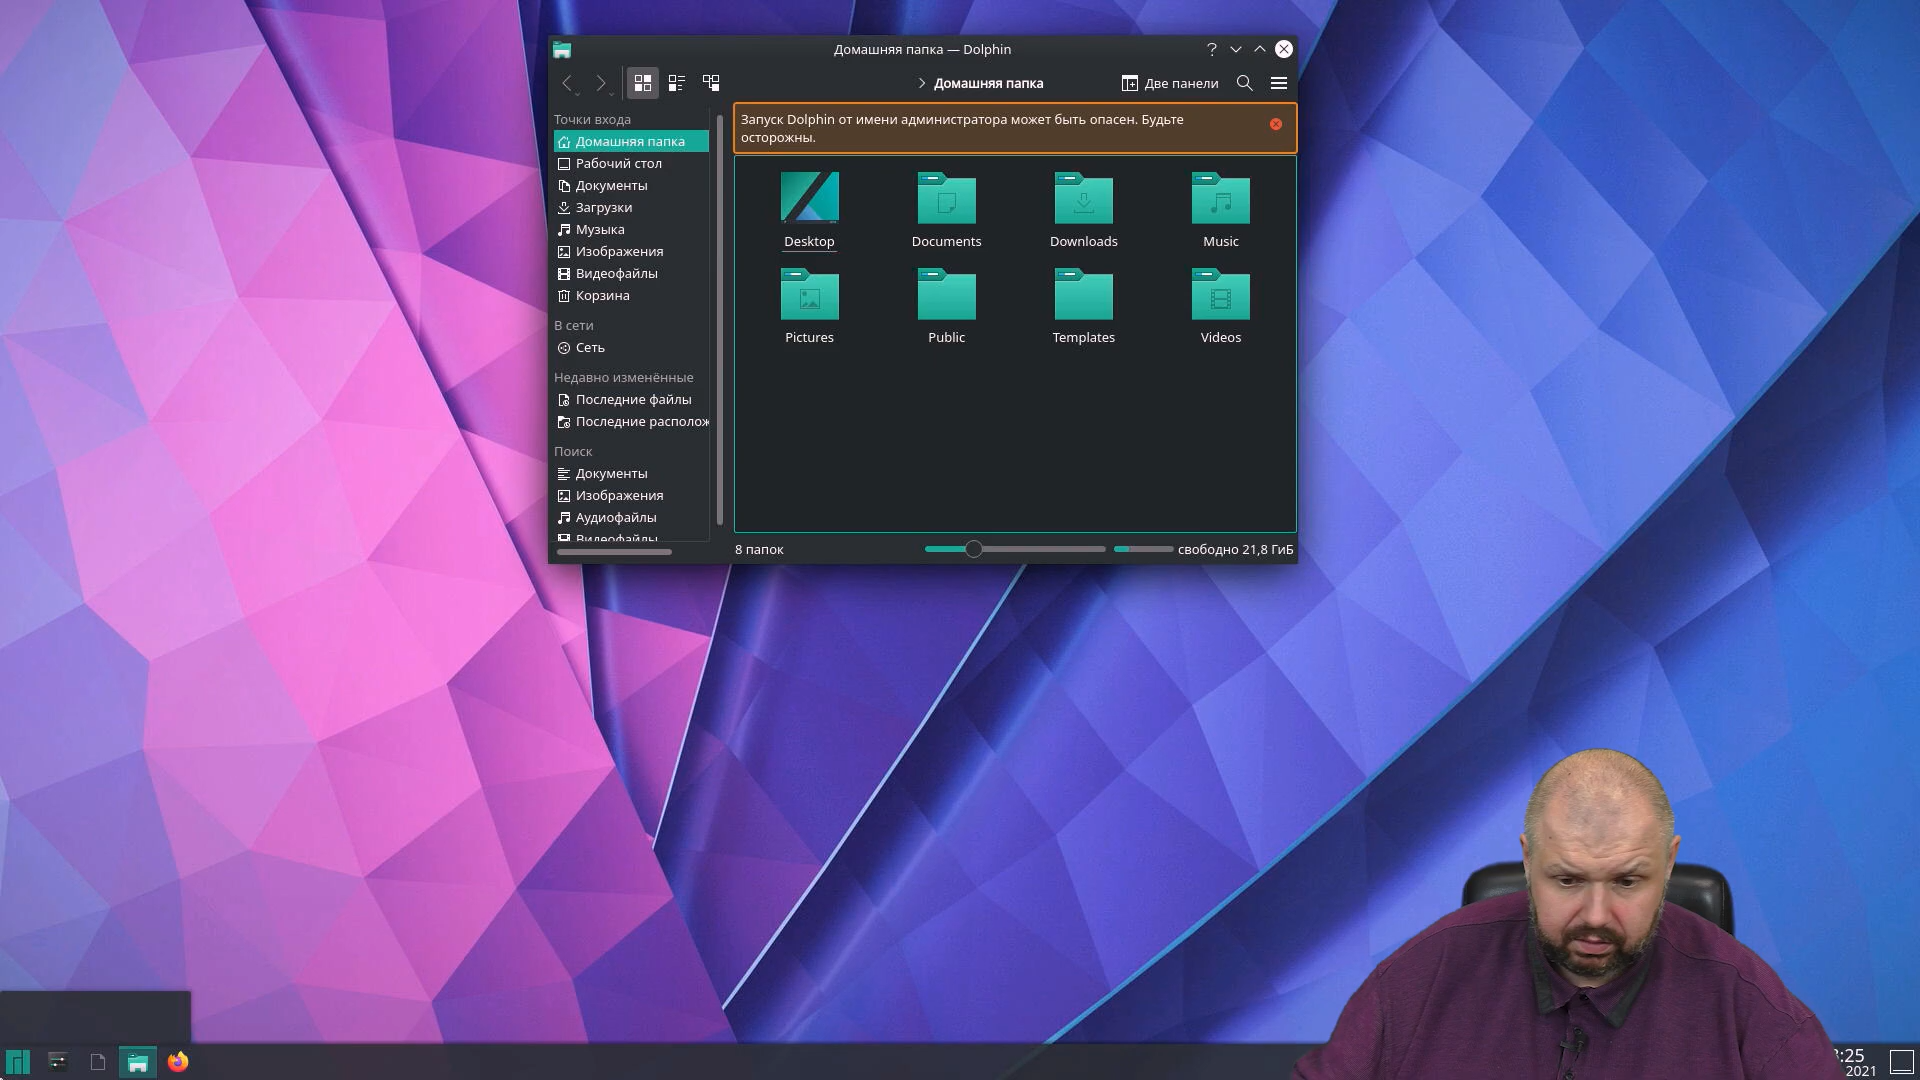 Домашняя папка — Dolphin
Домашняя папка
Две панели
Точки входа
Домашняя папка
Рабочий стол
Документы
Загрузки
Музыка
Изображения
Видеофайлы
Корзина
В сети
Сеть
Недавно изменённые
Последние файлы
Последние располож
Поиск
Документы
Изображения
Аудиофайлы
Видеофайлы
Запуск Dolphin от имени администратора может быть опасен. Будьте
осторожны.
Desktop
Documents
Downloads
Music
Pictures
Public
Templates
Videos
8 папок
свободно 21,8 ГиБ
:25
2021